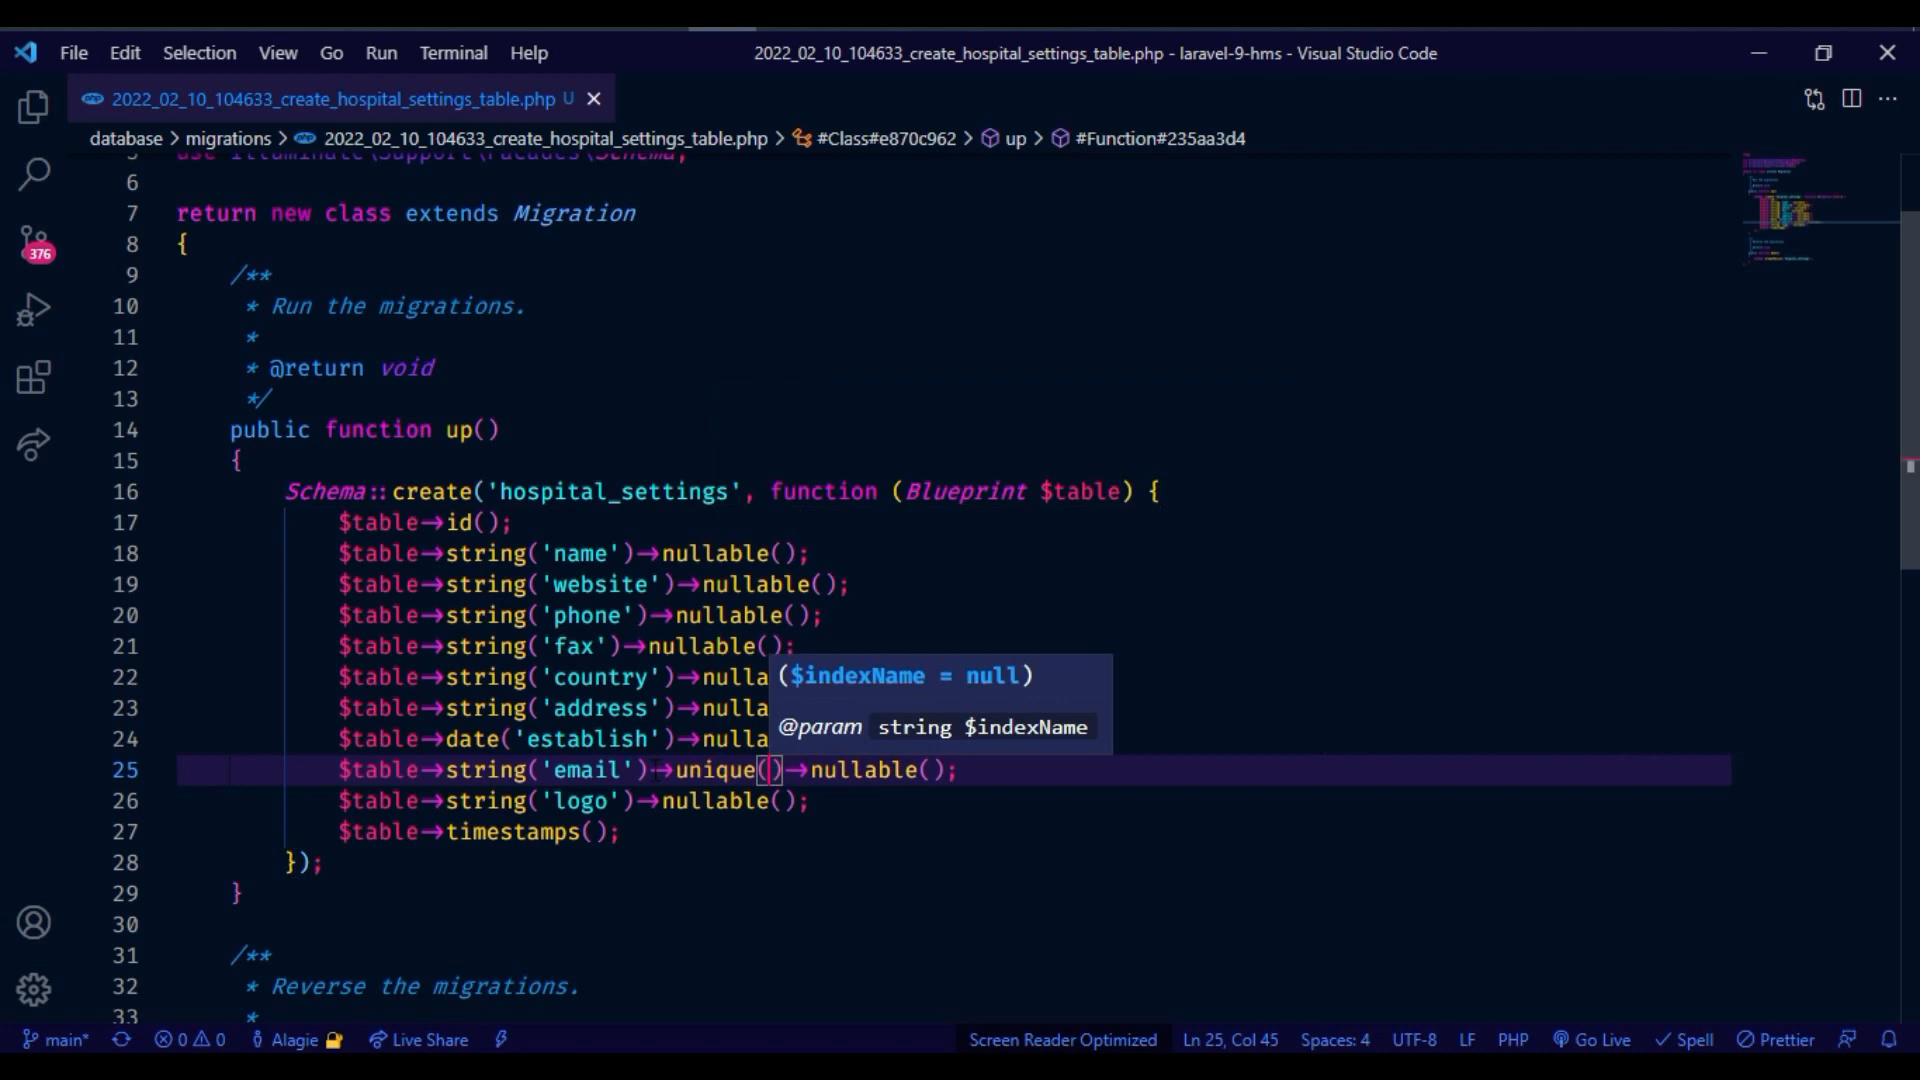 File Edit Selection View Go Run Terminal Help 2022_02_10_104633_create_hospital_settings_table.php - laravel-9-hms - Visual Studio Code
2022_02_10_104633_create_hospital_settings_table.php U
database > migrations > 2022_02_10_104633_create_hospital_settings_table.php > #Class#e870c962 > up > #Function#235aa3d4
5 use Illuminate\Support\Facades\Schema;
6
7 return new class extends Migration
8 {
9 /**
10 * Run the migrations.
11 *
12 * @return void
13 */
14 public function up()
15 {
16 Schema::create('hospital_settings', function (Blueprint $table) {
17 $table->id();
18 $table->string('name')->nullable();
19 $table->string('website')->nullable();
20 $table->string('phone')->nullable();
21 $table->string('fax')->nullable();
22 $table->string('country')->nulla
23 $table->string('address')->nulla
24 $table->date('establish')->nulla
($indexName = null)
@param string $indexName
25 $table->string('email')->unique()->nullable();
26 $table->string('logo')->nullable();
27 $table->timestamps();
28 });
29 }
30
31 /**
32 * Reverse the migrations.
33 *
376
main* 0 0 Alagie Live Share Screen Reader Optimized Ln 25, Col 45 Spaces: 4 UTF-8 LF PHP Go Live Spell Prettier